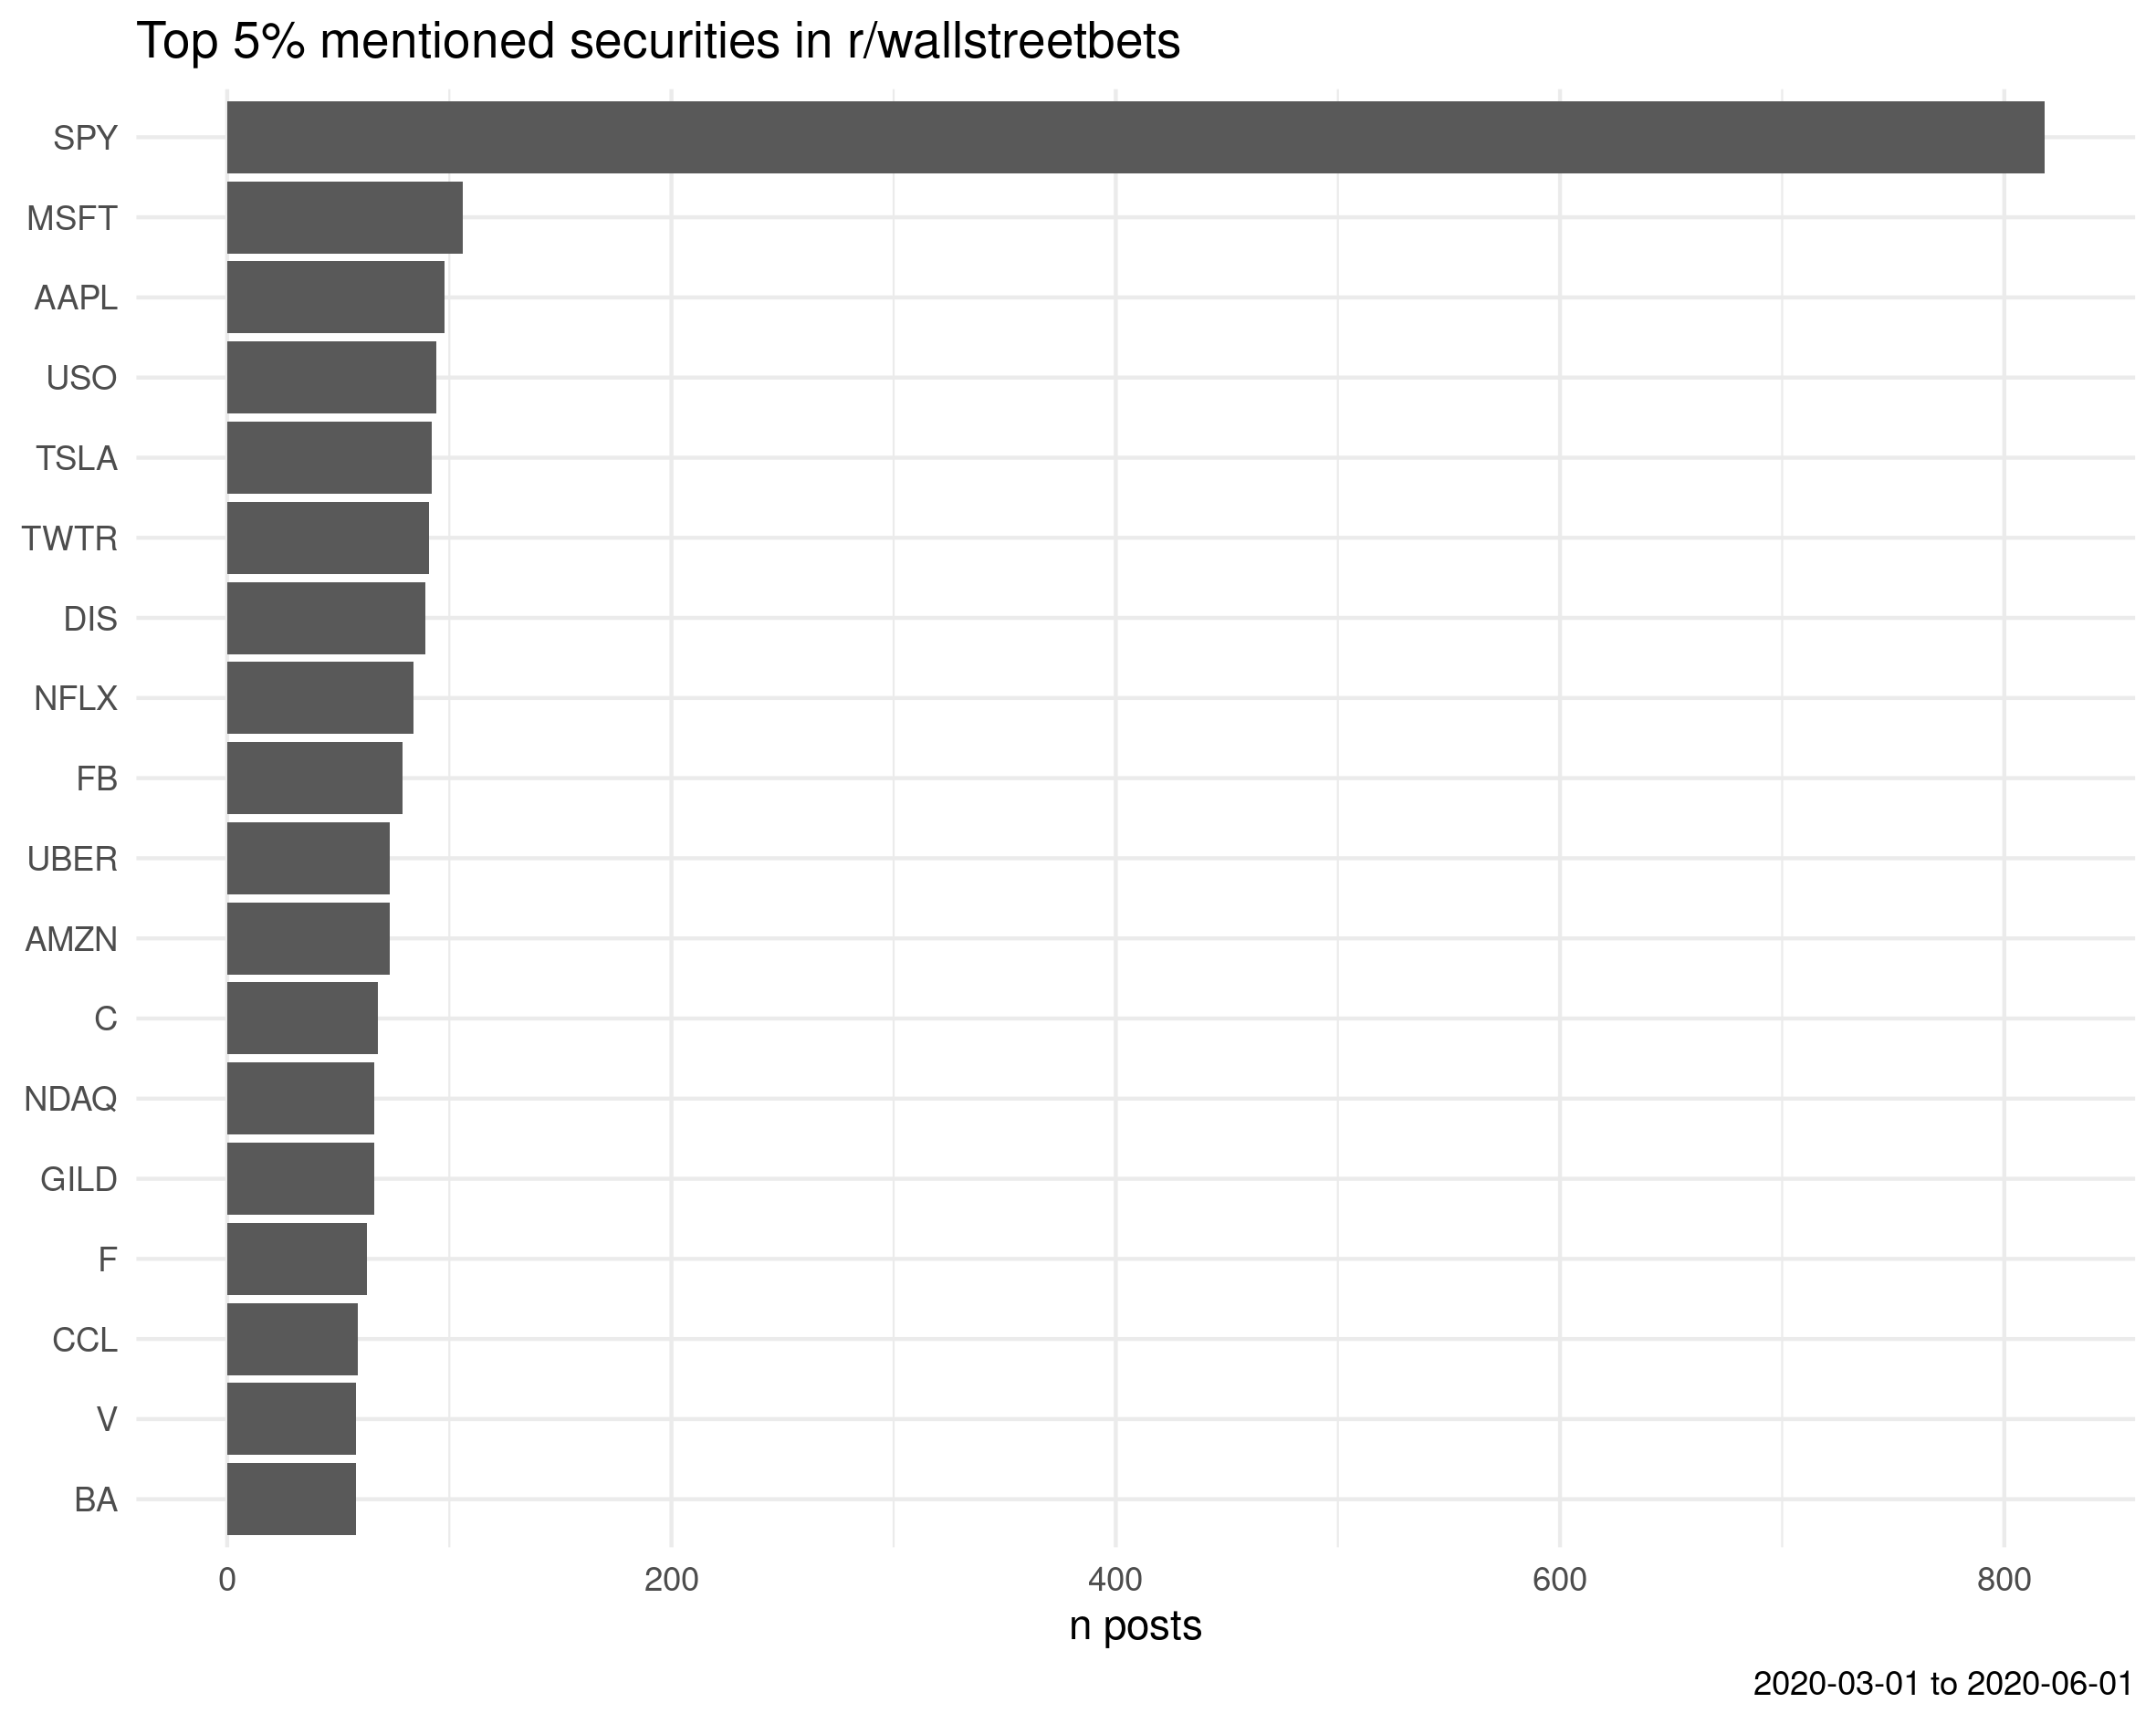 Top 5% mentioned securities in r/wallstreetbets
SPY
MSFT
AAPL
USO
TSLA
TWTR
DIS
NFLX
FB
UBER
AMZN
C
NDAQ
GILD
F
CCL
V
BA
0 200 400 600 800
n posts
2020-03-01 to 2020-06-01